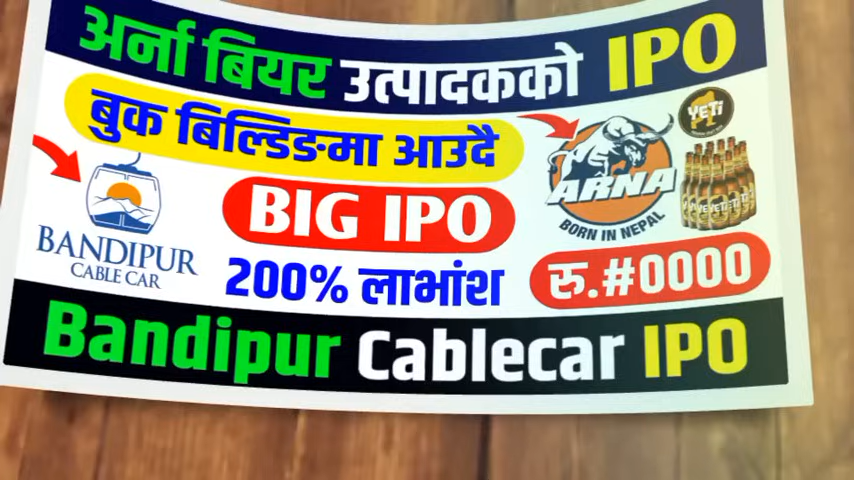 अर्ना बियर उत्पादकको IPO
बुक बिल्डिङमा आउदै
BIG IPO
200% लाभांश
BANDIPUR
CABLE CAR
YETI
ARNA
BORN IN NEPAL
रु.#0000
Bandipur Cablecar IPO